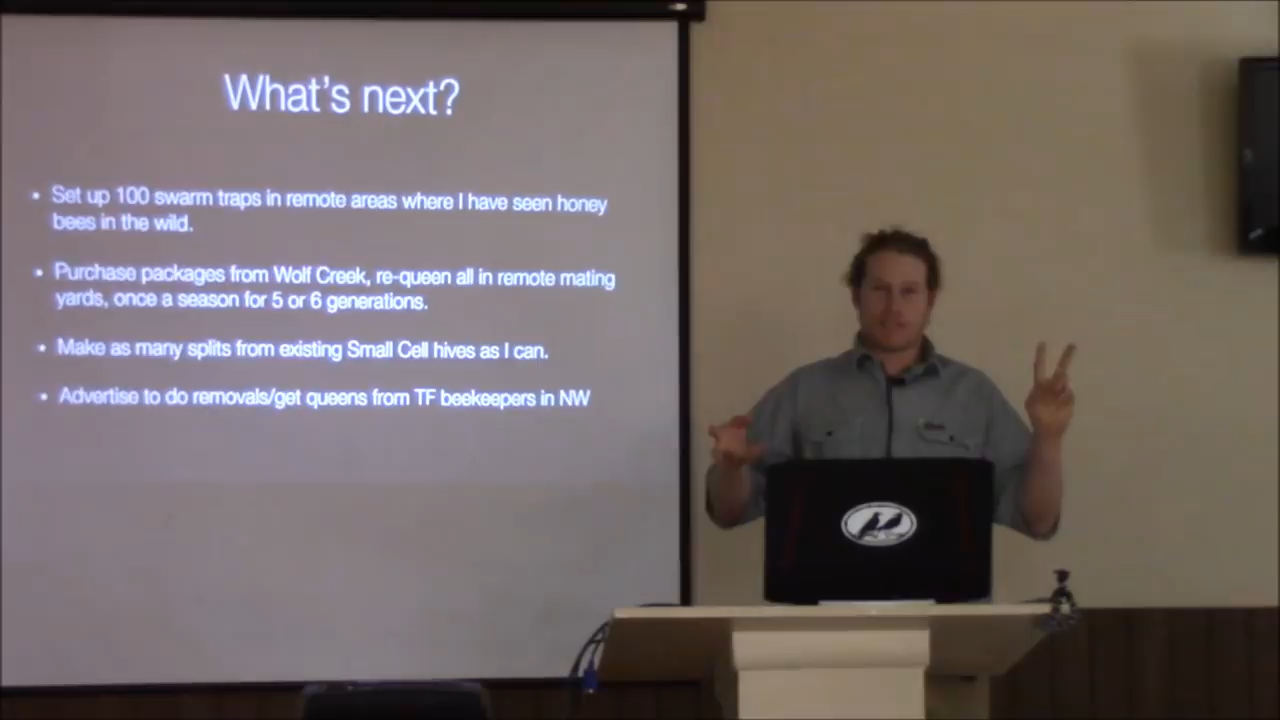 What's next?
• Set up 100 swarm traps in remote areas where I have seen honey
bees in the wild.
• Purchase packages from Wolf Creek, re-queen all in remote mating
yards, once a season for 5 or 6 generations.
• Make as many splits from existing Small Cell hives as I can.
• Advertise to do removals/get queens from TF beekeepers in NW